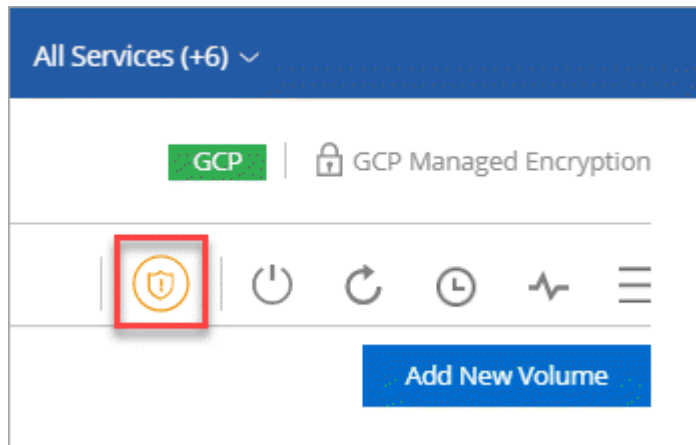 All Services (+6)
GCP
GCP Managed Encryption
Add New Volume